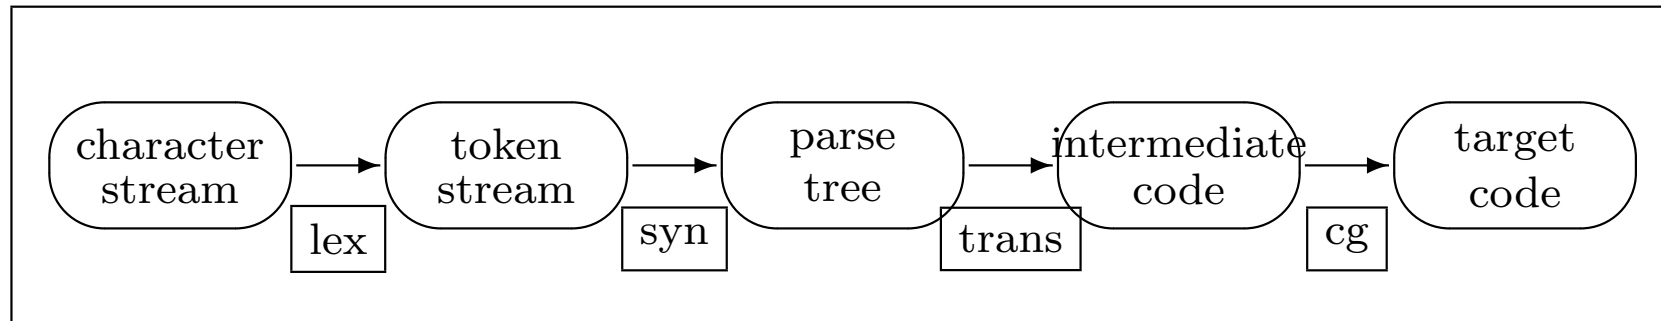 character
stream
token
stream
parse
tree
intermediate
code
target
code
lex
syn
trans
cg